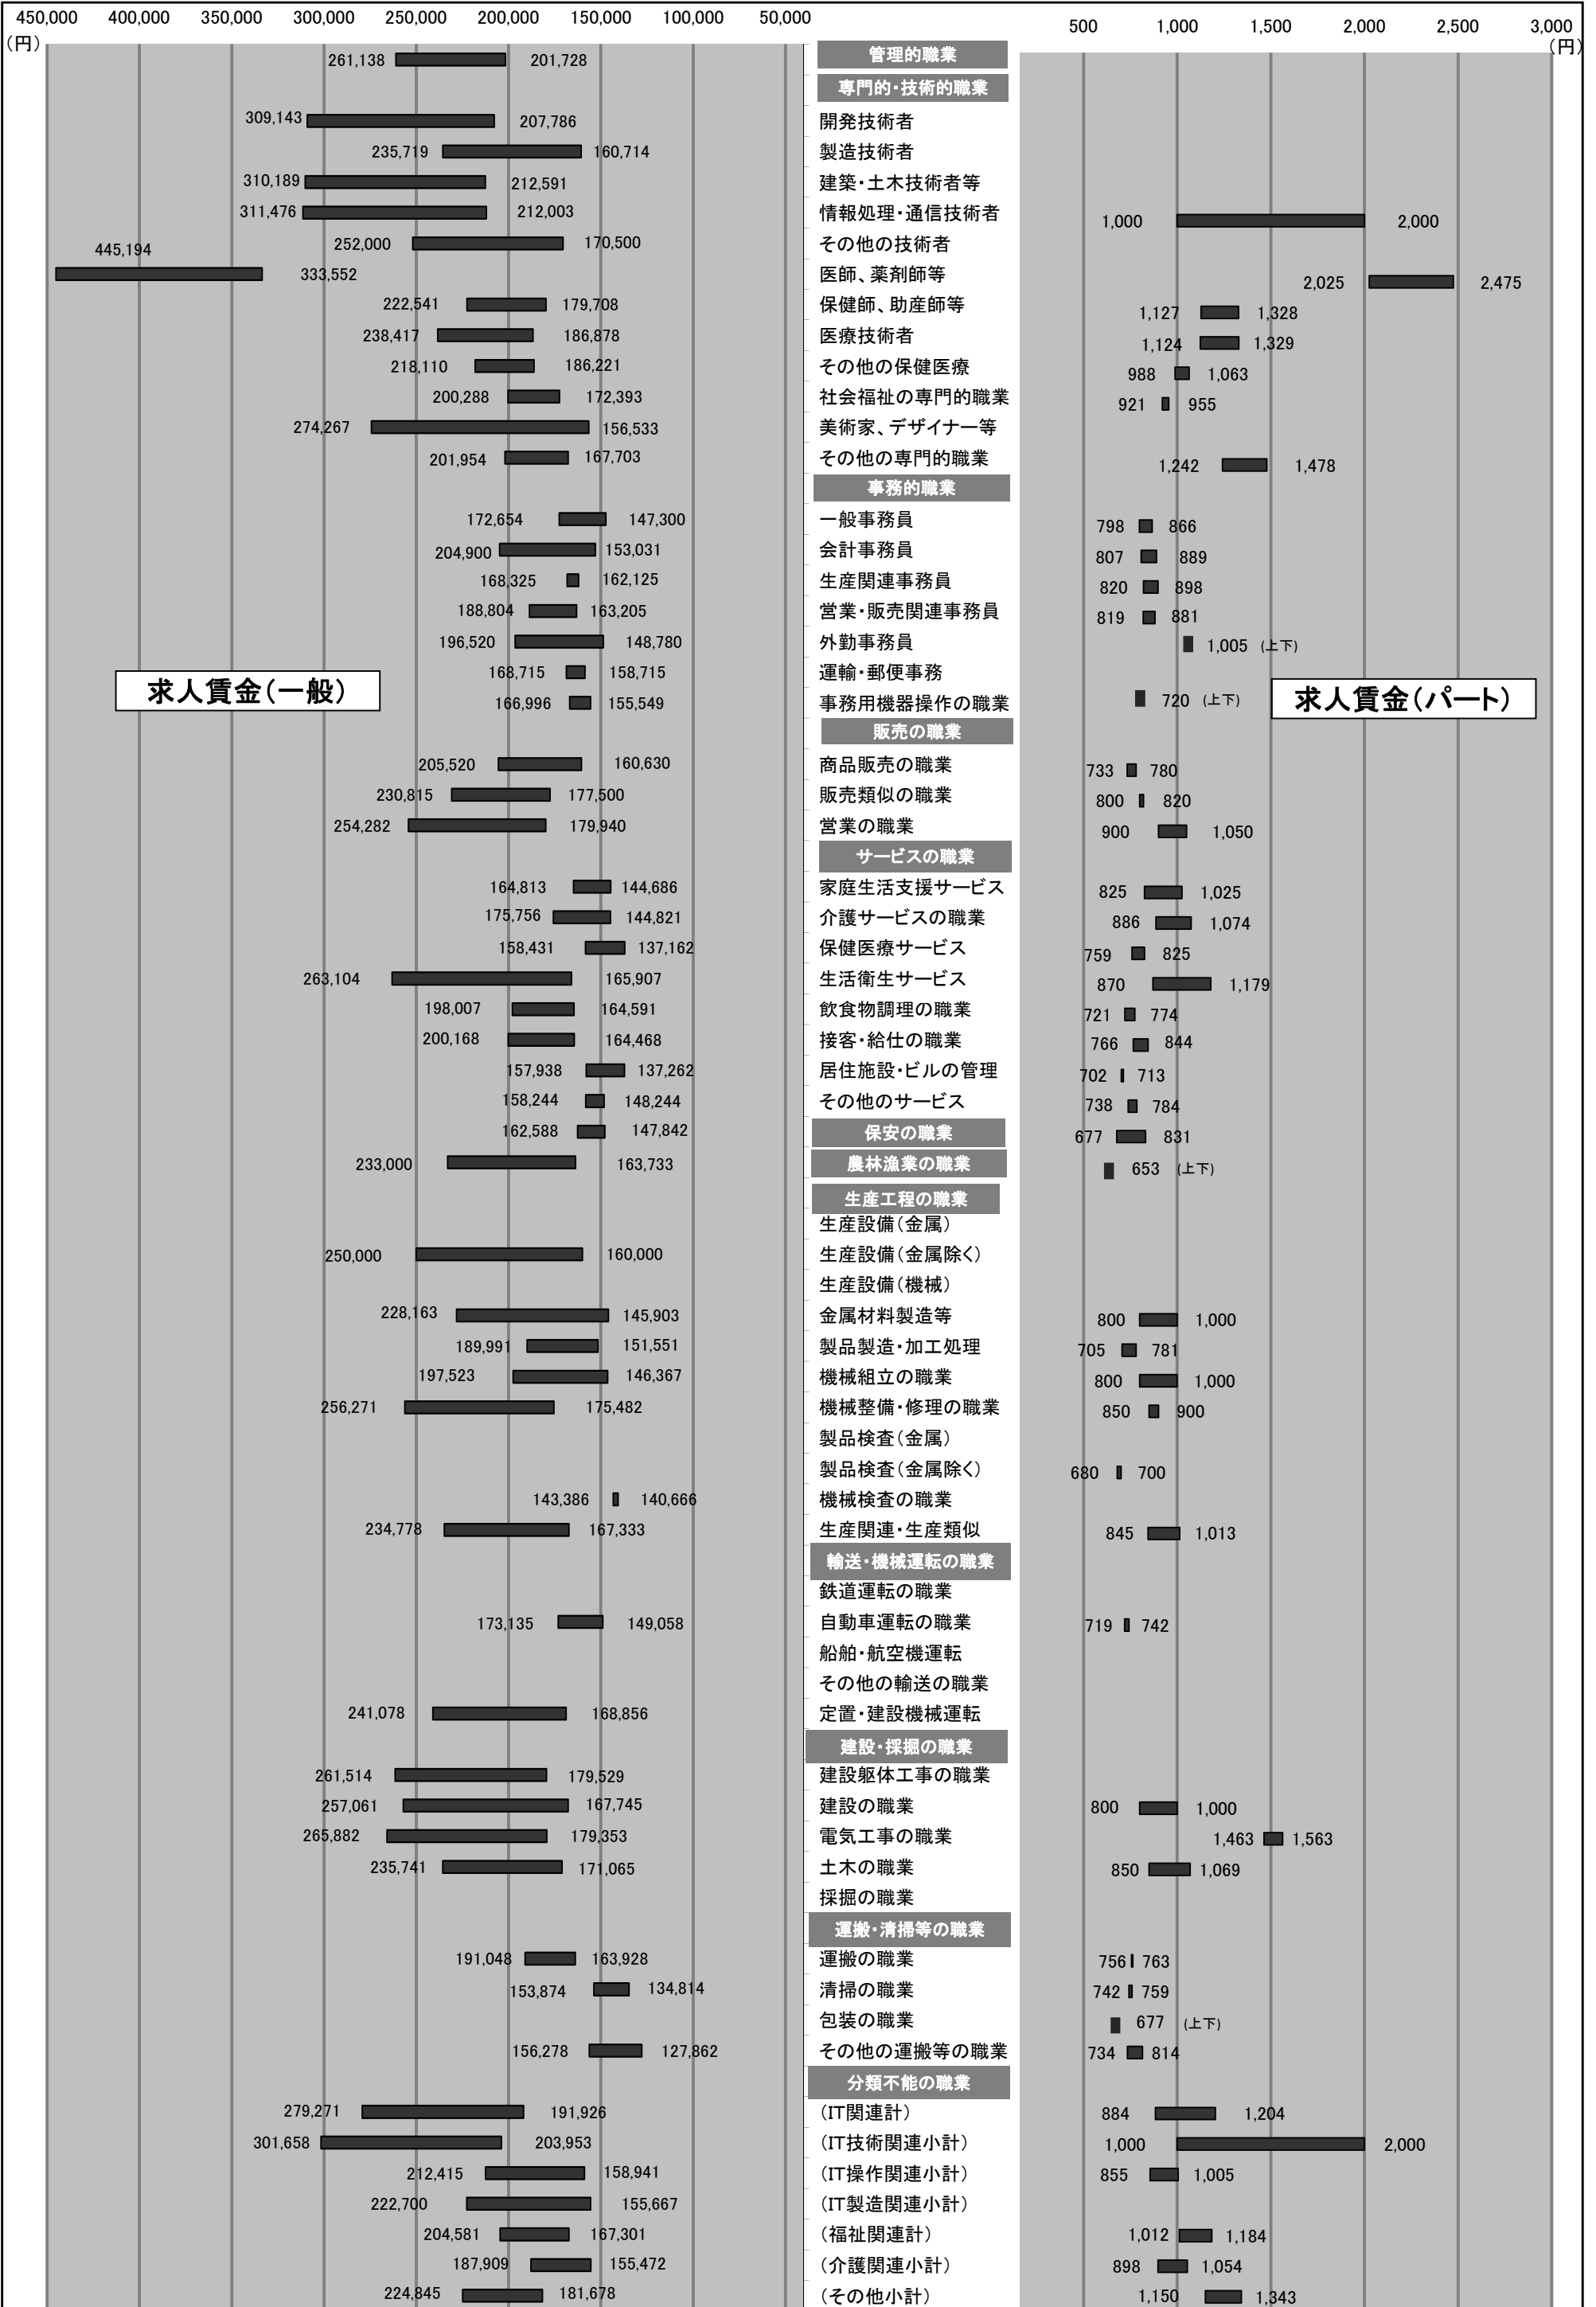 450,000 400,000 350,000 300,000 250,000 200,000 150,000 100,000 50,000 500 1,000 1,500 2,000 2,500 3,000
(円) (円)
261,138 201,728 管理的職業
専門的・技術的職業
309,143 207,786 開発技術者
235,719 160,714 製造技術者
310,189 212,591 建築・土木技術者等
311,476 212,003 情報処理・通信技術者 1,000 2,000
252,000 170,500 その他の技術者
445,194 333,552 医師、薬剤師等 2,025 2,475
222,541 179,708 保健師、助産師等 1,127 1,328
238,417 186,878 医療技術者 1,124 1,329
218,110 186,221 その他の保健医療 988 1,063
200,288 172,393 社会福祉の専門的職業 921 955
274,267 156,533 美術家、デザイナー等
201,954 167,703 その他の専門的職業 1,242 1,478
事務的職業
172,654 147,300 一般事務員 798 866
204,900 153,031 会計事務員 807 889
168,325 162,125 生産関連事務員 820 898
188,804 163,205 営業・販売関連事務員 819 881
196,520 148,780 外勤事務員 1,005 (上下)
168,715 158,715 運輸・郵便事務
求人賃金(一般) 求人賃金(パート)
166,996 155,549 事務用機器操作の職業 720 (上下)
販売の職業
205,520 160,630 商品販売の職業 733 780
230,815 177,500 販売類似の職業 800 820
254,282 179,940 営業の職業 900 1,050
サービスの職業
164,813 144,686 家庭生活支援サービス 825 1,025
175,756 144,821 介護サービスの職業 886 1,074
158,431 137,162 保健医療サービス 759 825
263,104 165,907 生活衛生サービス 870 1,179
198,007 164,591 飲食物調理の職業 721 774
200,168 164,468 接客・給仕の職業 766 844
157,938 137,262 居住施設・ビルの管理 702 713
158,244 148,244 その他のサービス 738 784
162,588 147,842 保安の職業 677 831
233,000 163,733 農林漁業の職業 653 (上下)
生産工程の職業
生産設備(金属)
250,000 160,000 生産設備(金属除く)
生産設備(機械)
228,163 145,903 金属材料製造等 800 1,000
189,991 151,551 製品製造・加工処理 705 781
197,523 146,367 機械組立の職業 800 1,000
256,271 175,482 機械整備・修理の職業 850 900
製品検査(金属)
製品検査(金属除く) 680 700
143,386 140,666 機械検査の職業
234,778 167,333 生産関連・生産類似 845 1,013
輸送・機械運転の職業
鉄道運転の職業
173,135 149,058 自動車運転の職業 719 742
船舶・航空機運転
その他の輸送の職業
241,078 168,856 定置・建設機械運転
建設・採掘の職業
261,514 179,529 建設躯体工事の職業
257,061 167,745 建設の職業 800 1,000
265,882 179,353 電気工事の職業 1,463 1,563
235,741 171,065 土木の職業 850 1,069
採掘の職業
運搬・清掃等の職業
191,048 163,928 運搬の職業 756 763
153,874 134,814 清掃の職業 742 759
包装の職業 677 (上下)
156,278 127,862 その他の運搬等の職業 734 814
分類不能の職業
279,271 191,926 (IT関連計) 884 1,204
301,658 203,953 (IT技術関連小計) 1,000 2,000
212,415 158,941 (IT操作関連小計) 855 1,005
222,700 155,667 (IT製造関連小計)
204,581 167,301 (福祉関連計) 1,012 1,184
187,909 155,472 (介護関連小計) 898 1,054
224,845 181,678 (その他小計) 1,150 1,343